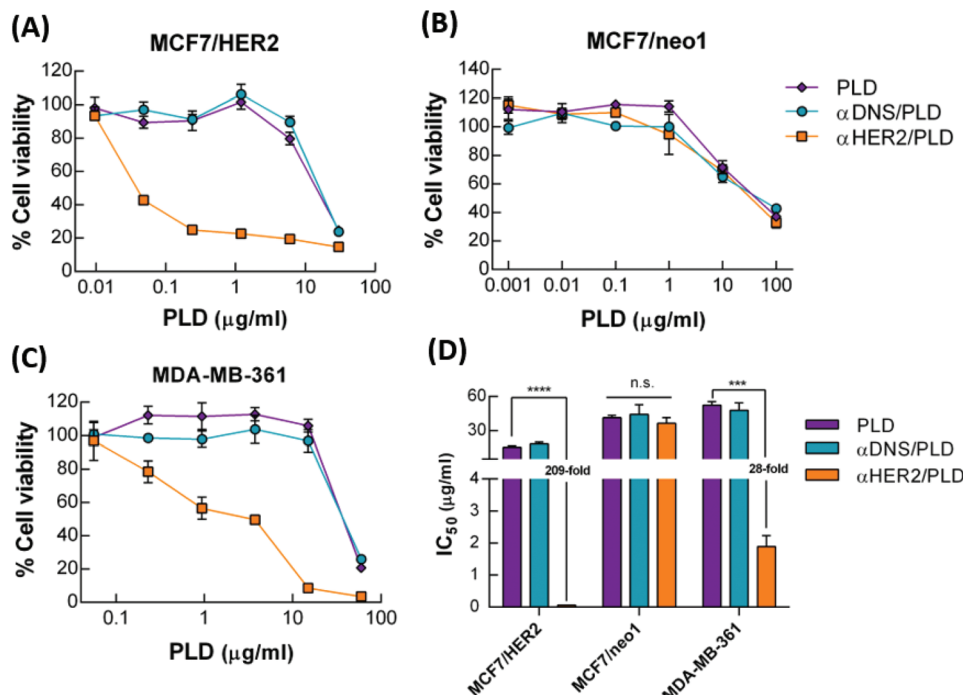 (A)
MCF7/HER2
% Cell viability
120
100
80
60
40
20
0
0.01 0.1 1 10 100
PLD (μg/ml)
(B)
MCF7/neo1
% Cell viability
140
120
100
80
60
40
20
0
0.001 0.01 0.1 1 10 100
PLD (μg/ml)
PLD
αDNS/PLD
αHER2/PLD
(C)
MDA-MB-361
% Cell viability
120
100
80
60
40
20
0
0.1 1 10 100
PLD (μg/ml)
(D)
IC50 (μg/ml)
60
30
4
3
2
1
0
****
n.s.
***
209-fold
28-fold
MCF7/HER2
MCF7/neo1
MDA-MB-361
PLD
αDNS/PLD
αHER2/PLD